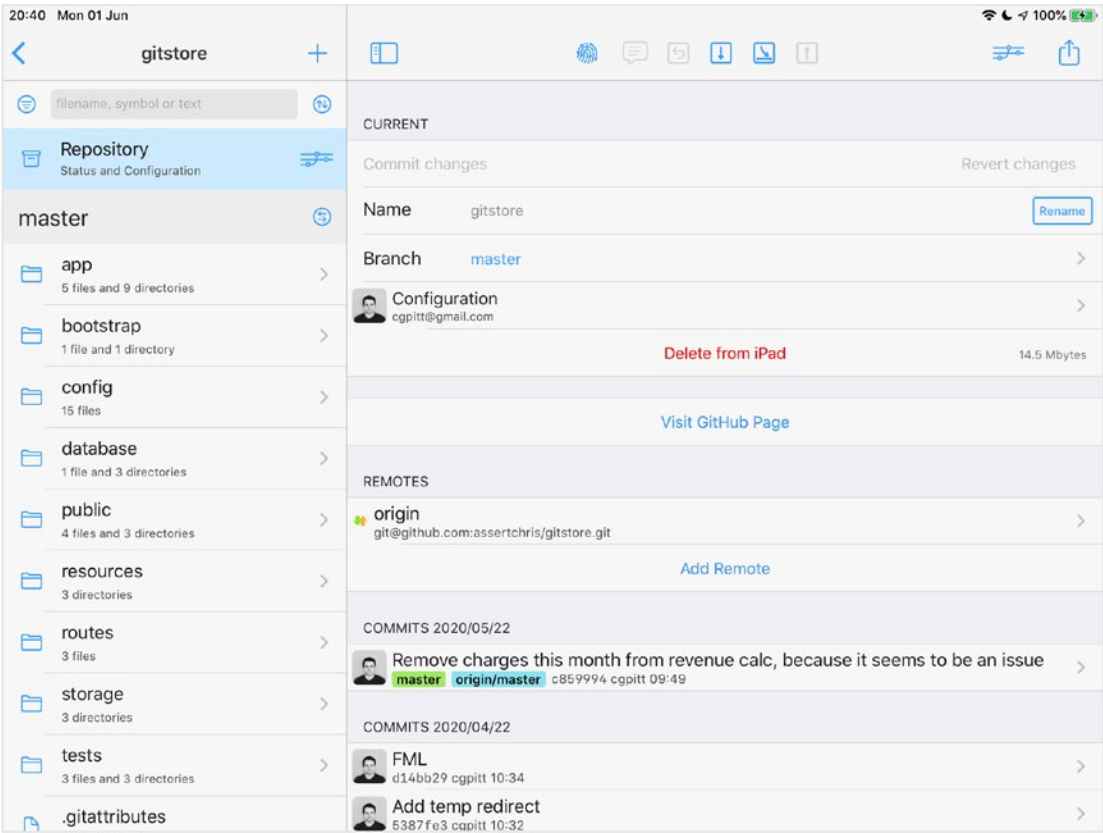 20:40 Mon 01 Jun
100%
gitstore
filename, symbol or text
Repository
Status and Configuration
master
app
5 files and 9 directories
bootstrap
1 file and 1 directory
config
15 files
database
1 file and 3 directories
public
4 files and 3 directories
resources
3 directories
routes
3 files
storage
3 directories
tests
3 files and 3 directories
.gitattributes
CURRENT
Commit changes Revert changes
Name gitstore Rename
Branch master
Configuration
cgpitt@gmail.com
Delete from iPad 14.5 Mbytes
Visit GitHub Page
REMOTES
origin
git@github.com:assertchris/gitstore.git
Add Remote
COMMITS 2020/05/22
Remove charges this month from revenue calc, because it seems to be an issue
master origin/master c859994 cgpitt 09:49
COMMITS 2020/04/22
FML
d14bb29 cgpitt 10:34
Add temp redirect
5387fe3 cgpitt 10:32